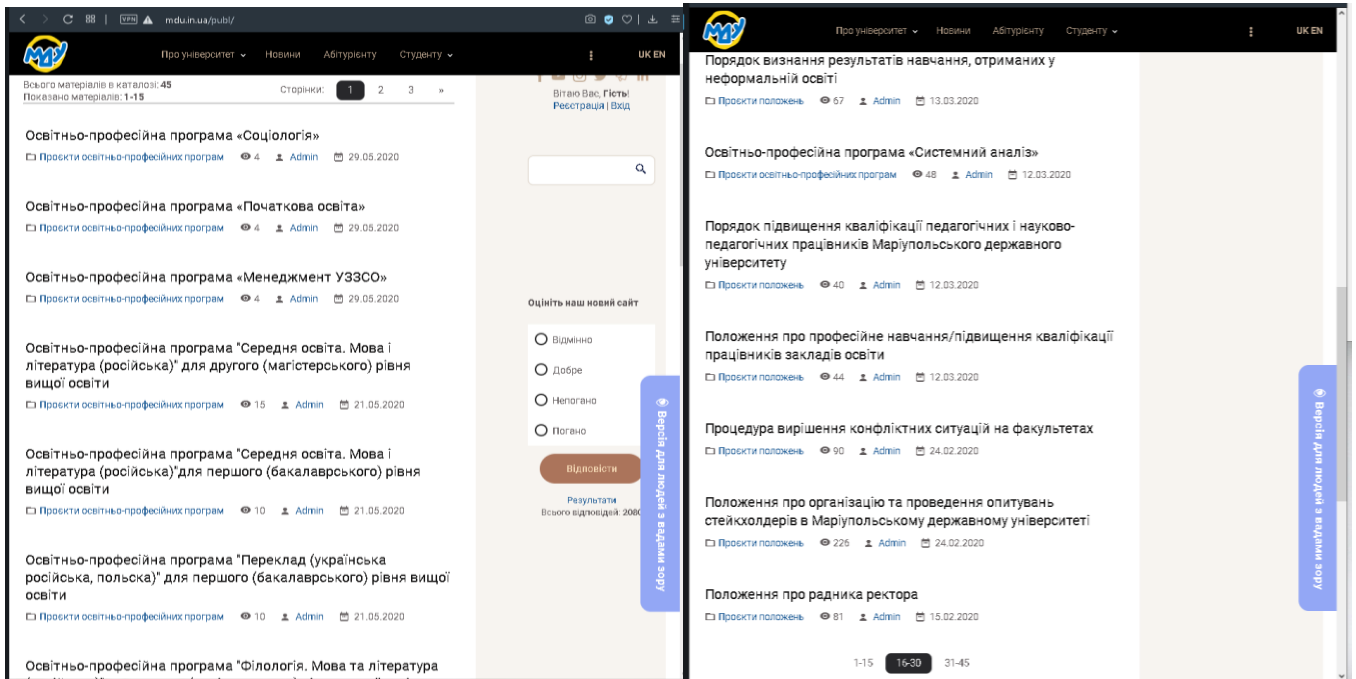 VPN mdu.in.ua/publ/
МДУ
Про університет Новини Абітурієнту Студенту UK EN
Всього матеріалів в каталозі: 45
Показано матеріалів: 1-15
Сторінки: 1 2 3 »
Освітньо-професійна програма «Соціологія»
Проєкти освітньо-професійних програм 4 Admin 29.05.2020
Освітньо-професійна програма «Початкова освіта»
Проєкти освітньо-професійних програм 4 Admin 29.05.2020
Освітньо-професійна програма «Менеджмент УЗЗСО»
Проєкти освітньо-професійних програм 4 Admin 29.05.2020
Освітньо-професійна програма "Середня освіта. Мова і
література (російська)" для другого (магістерського) рівня
вищої освіти
Проєкти освітньо-професійних програм 15 Admin 21.05.2020
Освітньо-професійна програма "Середня освіта. Мова і
література (російська)"для першого (бакалаврського) рівня
вищої освіти
Проєкти освітньо-професійних програм 10 Admin 21.05.2020
Освітньо-професійна програма "Переклад (українська
російська, польска)" для першого (бакалаврського) рівня вищої
освіти
Проєкти освітньо-професійних програм 10 Admin 21.05.2020
Освітньо-професійна програма "Філологія. Мова та література
Вітаю Вас, Гість!
Реєстрація | Вхід
Оцініть наш новий сайт
Відмінно
Добре
Непогано
Погано
Відповісти
Результати
Всього відповідей: 2080
Версія для людей з вадами зору
МДУ
Про університет Новини Абітурієнту Студенту UK EN
Порядок визнання результатів навчання, отриманих у
неформальній освіті
Проєкти положень 67 Admin 13.03.2020
Освітньо-професійна програма «Системний аналіз»
Проєкти освітньо-професійних програм 48 Admin 12.03.2020
Порядок підвищення кваліфікації педагогічних і науково-
педагогічних працівників Маріупольського державного
університету
Проєкти положень 40 Admin 12.03.2020
Положення про професійне навчання/підвищення кваліфікації
працівників закладів освіти
Проєкти положень 44 Admin 12.03.2020
Процедура вирішення конфліктних ситуацій на факультетах
Проєкти положень 90 Admin 24.02.2020
Положення про організацію та проведення опитувань
стейкхолдерів в Маріупольському державному університеті
Проєкти положень 226 Admin 24.02.2020
Положення про радника ректора
Проєкти положень 81 Admin 15.02.2020
1-15 16-30 31-45
Версія для людей з вадами зору